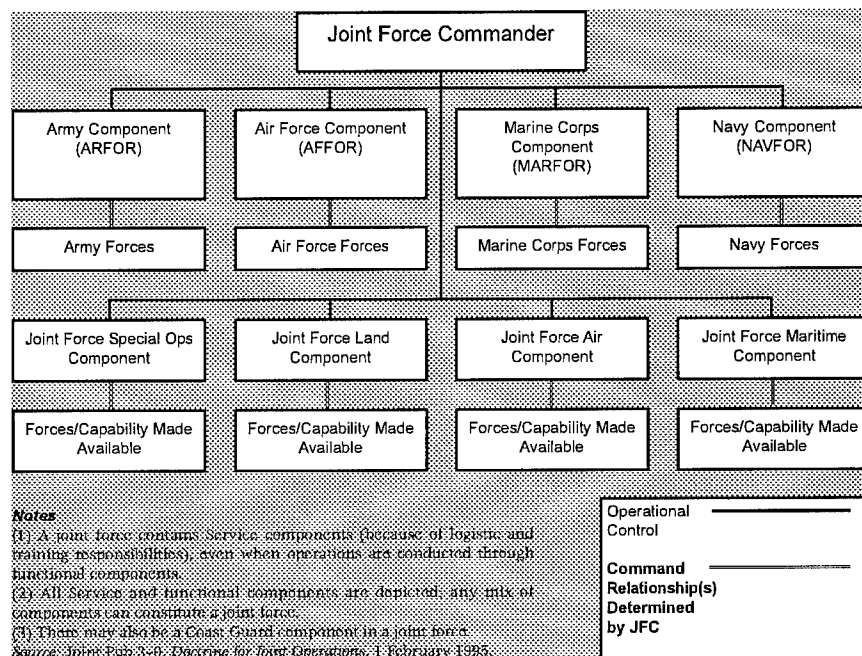 Joint Force Commander
Army Component
(ARFOR)
Air Force Component
(AFFOR)
Marine Corps
Component
(MARFOR)
Navy Component
(NAVFOR)
Army Forces
Air Force Forces
Marine Corps Forces
Navy Forces
Joint Force Special Ops
Component
Joint Force Land
Component
Joint Force Air
Component
Joint Force Maritime
Component
Forces/Capability Made
Available
Forces/Capability Made
Available
Forces/Capability Made
Available
Forces/Capability Made
Available
Notes
(1) A joint force contains Service components (because of logistic and
training responsibilities), even when operations are conducted through
functional components.
(2) All Service and functional components are depicted; any mix of
components can constitute a joint force.
(3) There may also be a Coast Guard component in a joint force.
Source: Joint Pub 3-0, Doctrine for Joint Operations, 1 February 1995.
Operational
Control
Command
Relationship(s)
Determined
by JFC